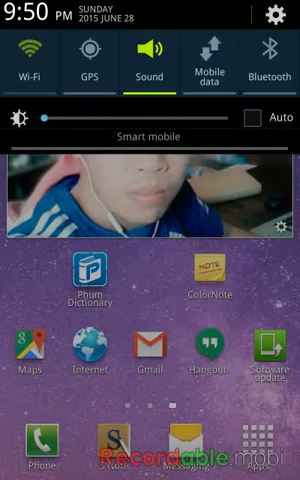 9:50 PM SUNDAY
2015 JUNE 28
Wi-Fi GPS Sound Mobile data Bluetooth
Auto
Smart mobile
Phum Dictionary ColorNote
NOTE
Maps Internet Gmail Hangouts Software update
Recordable.mobi
Phone S Note Messaging Apps